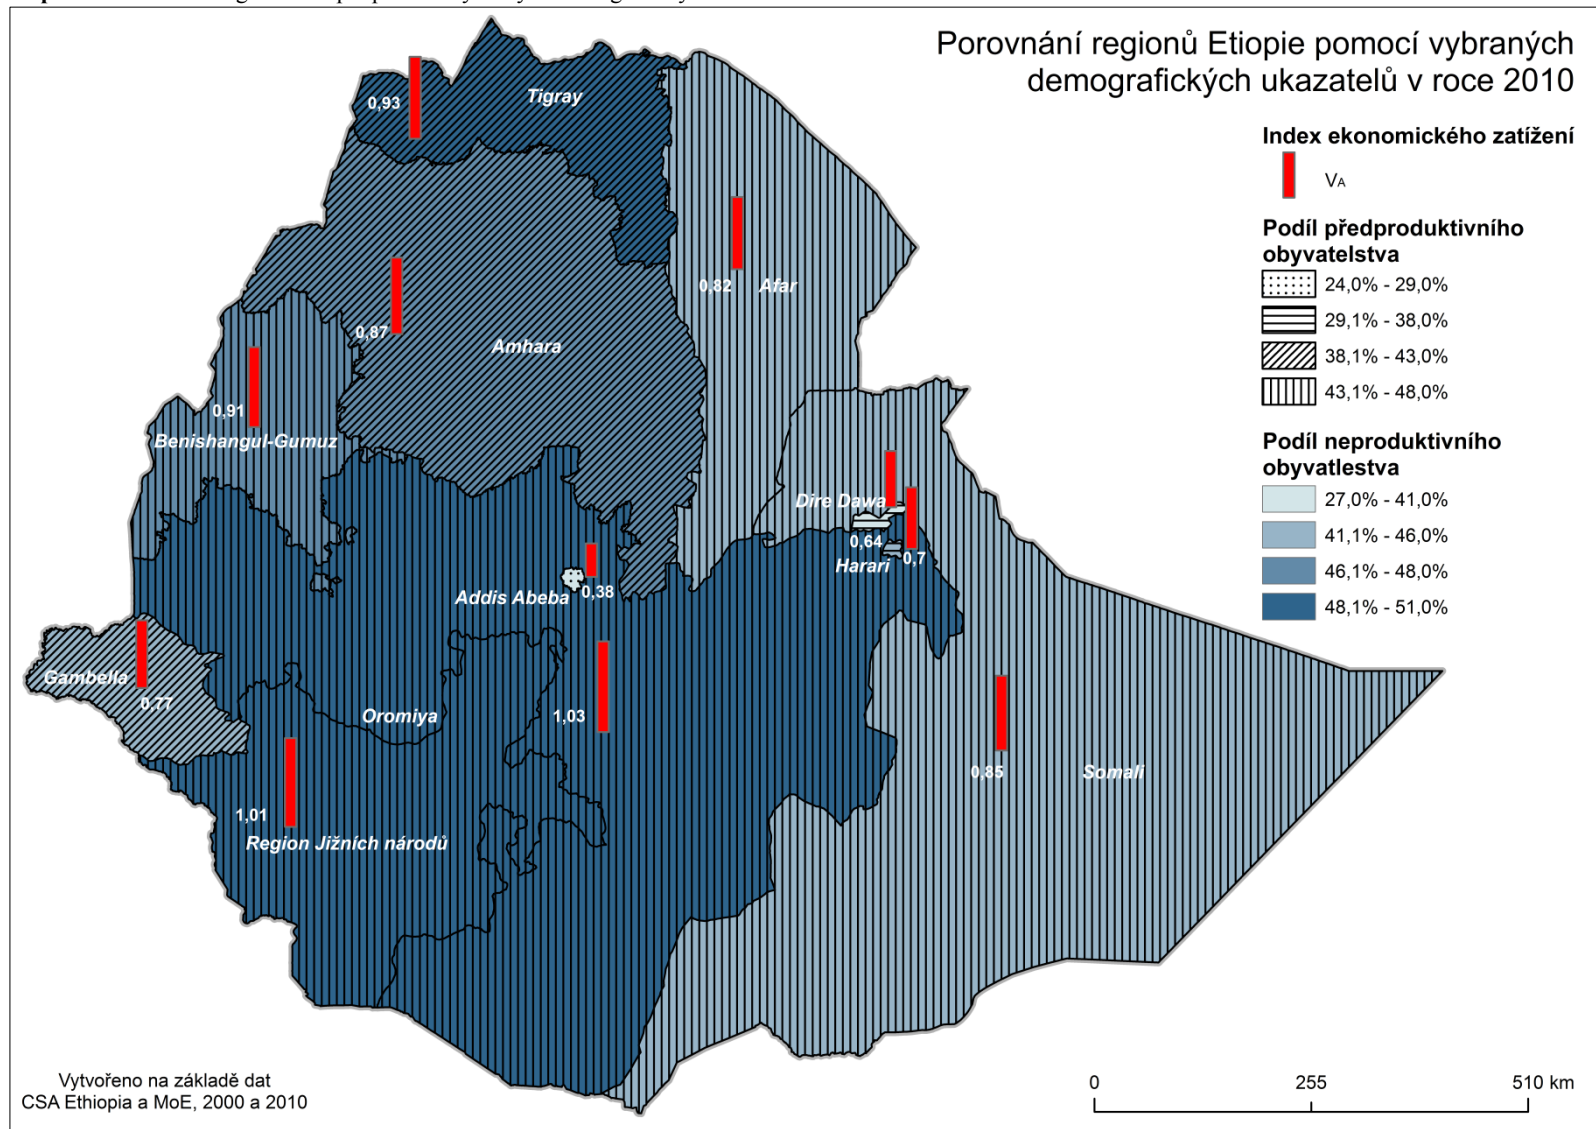 Porovnání regionů Etiopie pomocí vybraných
demografických ukazatelů v roce 2010
Index ekonomického zatížení
VA
Podíl předproduktivního
obyvatelstva
24,0% - 29,0%
29,1% - 38,0%
38,1% - 43,0%
43,1% - 48,0%
Podíl neproduktivního
obyvatlestva
27,0% - 41,0%
41,1% - 46,0%
46,1% - 48,0%
48,1% - 51,0%
Tigray
0,93
Afar
0,82
Amhara
0,87
Benishangul-Gumuz
0,91
Dire Dawa
0,64
Harari
0,7
Addis Abeba
0,38
Gambella
0,77
Oromiya
1,03
Region Jižních národů
1,01
Somalí
0,85
Vytvořeno na základě dat
CSA Ethiopia a MoE, 2000 a 2010
0 255 510 km